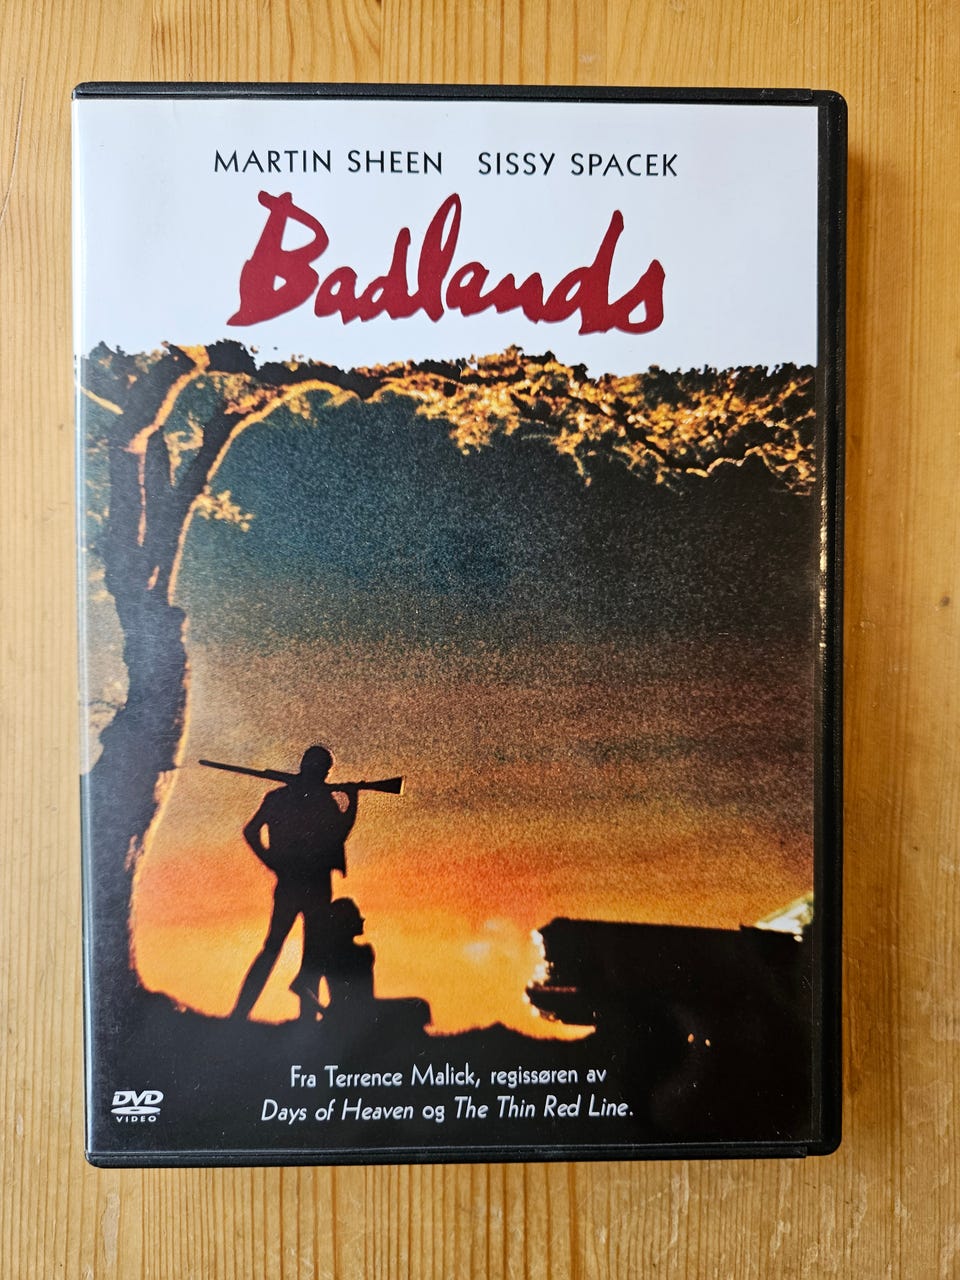 MARTIN SHEEN SISSY SPACEK
Badlands
Fra Terrence Malick, regissøren av
Days of Heaven og The Thin Red Line.
DVD
VIDEO